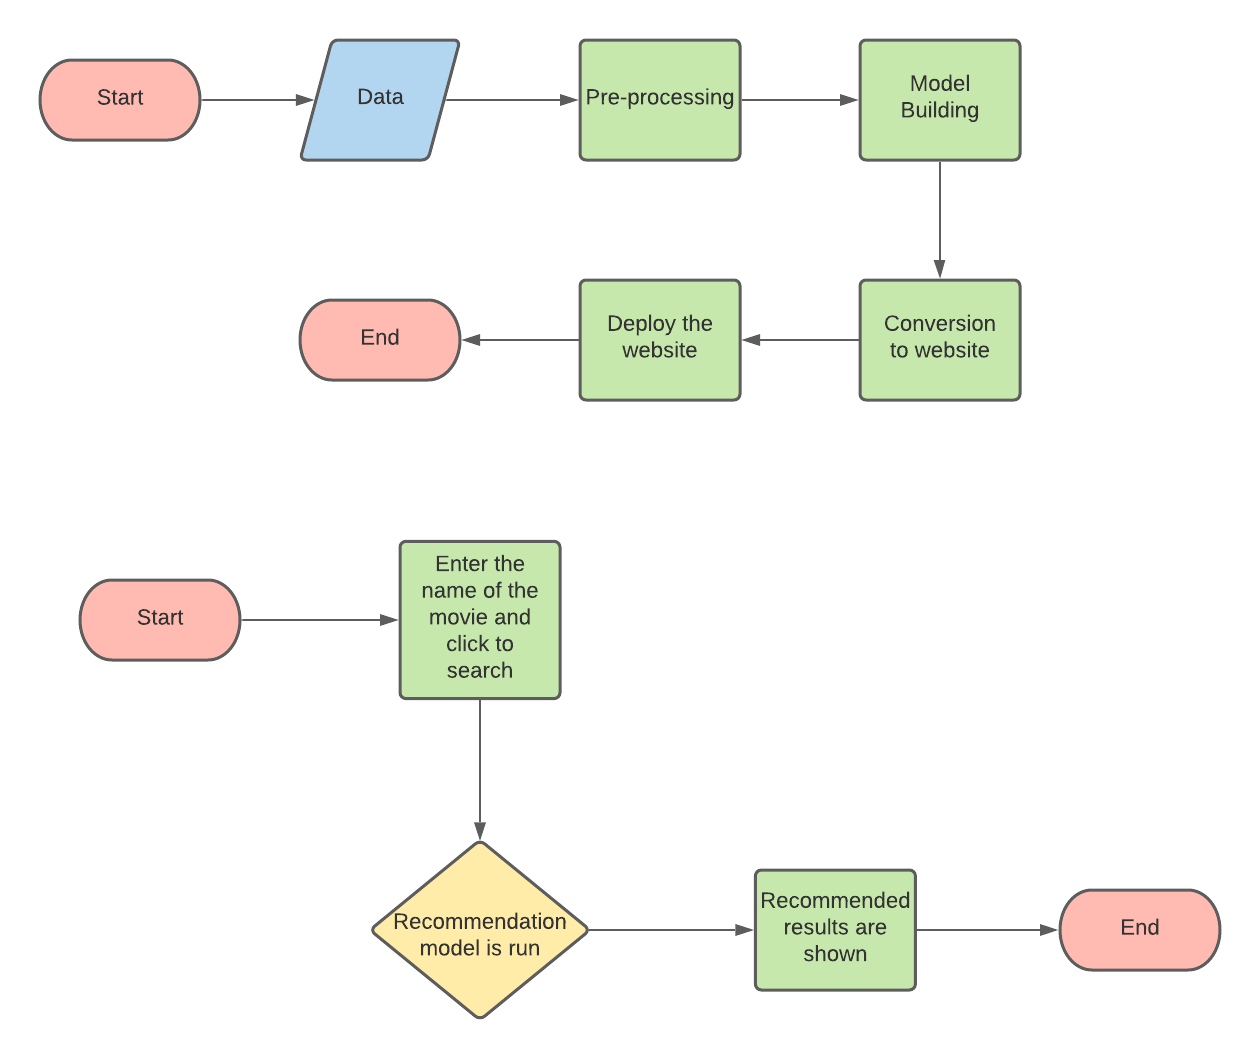 Start
Data
Pre-processing
Model
Building
End
Deploy the
website
Conversion
to website
Start
Enter the
name of the
movie and
click to
search
Recommendation
model is run
Recommended
results are
shown
End